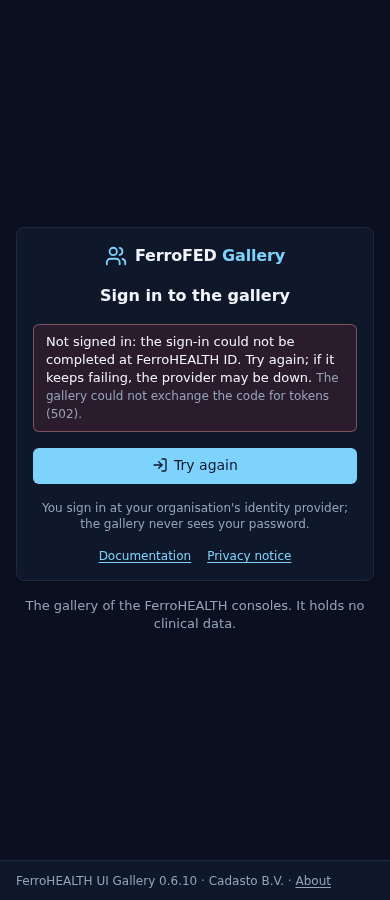 FerroFED Gallery
Sign in to the gallery
Not signed in: the sign-in could not be
completed at FerroHEALTH ID. Try again; if it
keeps failing, the provider may be down. The
gallery could not exchange the code for tokens
(502).
Try again
You sign in at your organisation's identity provider;
the gallery never sees your password.
Documentation Privacy notice
The gallery of the FerroHEALTH consoles. It holds no
clinical data.
FerroHEALTH UI Gallery 0.6.10 · Cadasto B.V. · About